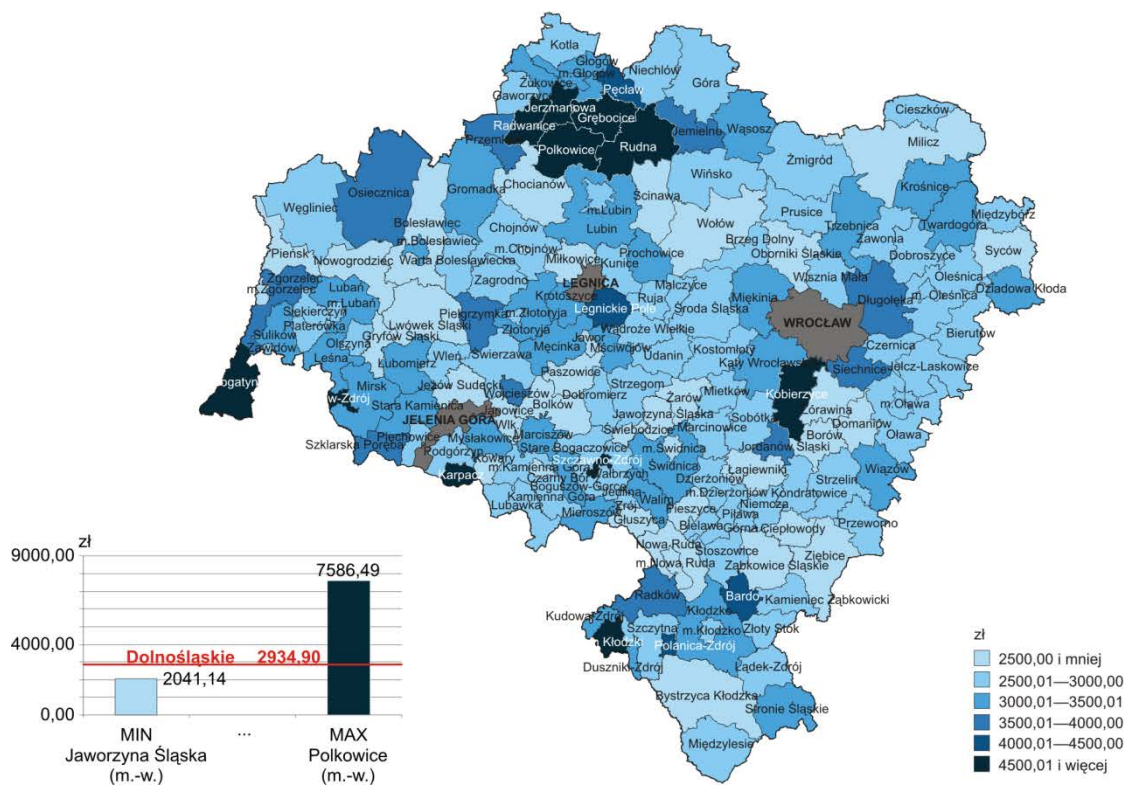 Kotla
Głogów
m.Głogów
Niechlów
Żukowice
Pęcław
Góra
Gaworzyce
Jerzmanowa
Grębocice
Radwanice
Polkowice
Rudna
Jemielno
Wąsosz
Cieszków
Milicz
Żmigród
Krośnice
Osiecznica
Gromadka
Chocianów
Wińsko
Węgliniec
Ścinawa
m.Lubin
Lubin
Prusice
Twardogóra
Międzybórz
Bolesławiec
m.Bolesławiec
Chojnów
m.Chojnów
Wołów
Trzebnica
Zawonia
Syców
Pieńsk
Nowogrodziec
Warta Bolesławiecka
Miłkowice
Kunice
Prochowice
Brzeg Dolny
Oborniki Śląskie
Dobroszyce
Oleśnica
m. Oleśnica
Dziadowa Kłoda
Wisznia Mała
Długołęka
Zgorzelec
m.Zgorzelec
Lubań
m.Lubań
Zagrodno
LEGNICA
Krotoszyce
Legnickie Pole
Ruja
Malczyce
Środa Śląska
Miękinia
WROCŁAW
Bierutów
Czernica
Siekierczyn
Platerówka
Sulików
Zawidów
Olszyna
Leśna
Lwówek Śląski
Gryfów Śląski
Pielgrzymka
m.Złotoryja
Złotoryja
Jawor
Wądroże Wielkie
Męcinka
Mściwojów
Udanin
Kostomłoty
Kąty Wrocławskie
Siechnice
Jelcz-Laskowice
Lubomierz
Wleń
Świerzawa
Paszowice
Strzegom
Mietków
Kobierzyce
m.Oława
Oława
ogatyn
w-Zdrój
Mirsk
Stara Kamienica
Jeżów Sudecki
Wojcieszów
Janowice
Wlk.
Bolków
Dobromierz
Żarów
Jaworzyna Śląska
Świebodzice
Marcinowice
Sobótka
órawina
Domaniów
Borów
Jordanów Śląski
JELENIA GÓRA
Szklarska Poręba
Piechowice
Mysłakowice
Podgórzyn
Kowary
Karpacz
Marciszów
Stare Bogaczowice
Szczawno-Zdrój
m.Świdnica
Świdnica
m.Kamienna Góra
Czarny Bór
Wałbrzych
Boguszów-Gorce
Jedlina
Kamienna Góra
Lubawka
Mieroszów
Walim
Głuszyca
Łagiewniki
Dzierżoniów
m.Dzierżoniów
Kondratowice
Strzelin
Wiązów
Niemcza
Pieszyce
Piława
Górna
Bielawa
Ciepłowody
Przeworno
Nowa Ruda
m.Nowa Ruda
Stoszowice
Ząbkowice Śląskie
Ziębice
Radków
Bardo
Kamieniec Ząbkowicki
Kudowa-Zdrój
Kłodzko
m.Kłodzko
Szczytna
Polanica-Zdrój
Złoty Stok
Duszniki-Zdrój
Lądek-Zdrój
Bystrzyca Kłodzka
Stronie Śląskie
Międzylesie
zł
9000,00
7586,49
4000,00
Dolnośląskie 2934,90
2041,14
0,00
MIN ... MAX
Jaworzyna Śląska Polkowice
(m.-w.) (m.-w.)
zł
2500,00 i mniej
2500,01—3000,00
3000,01—3500,01
3500,01—4000,00
4000,01—4500,00
4500,01 i więcej